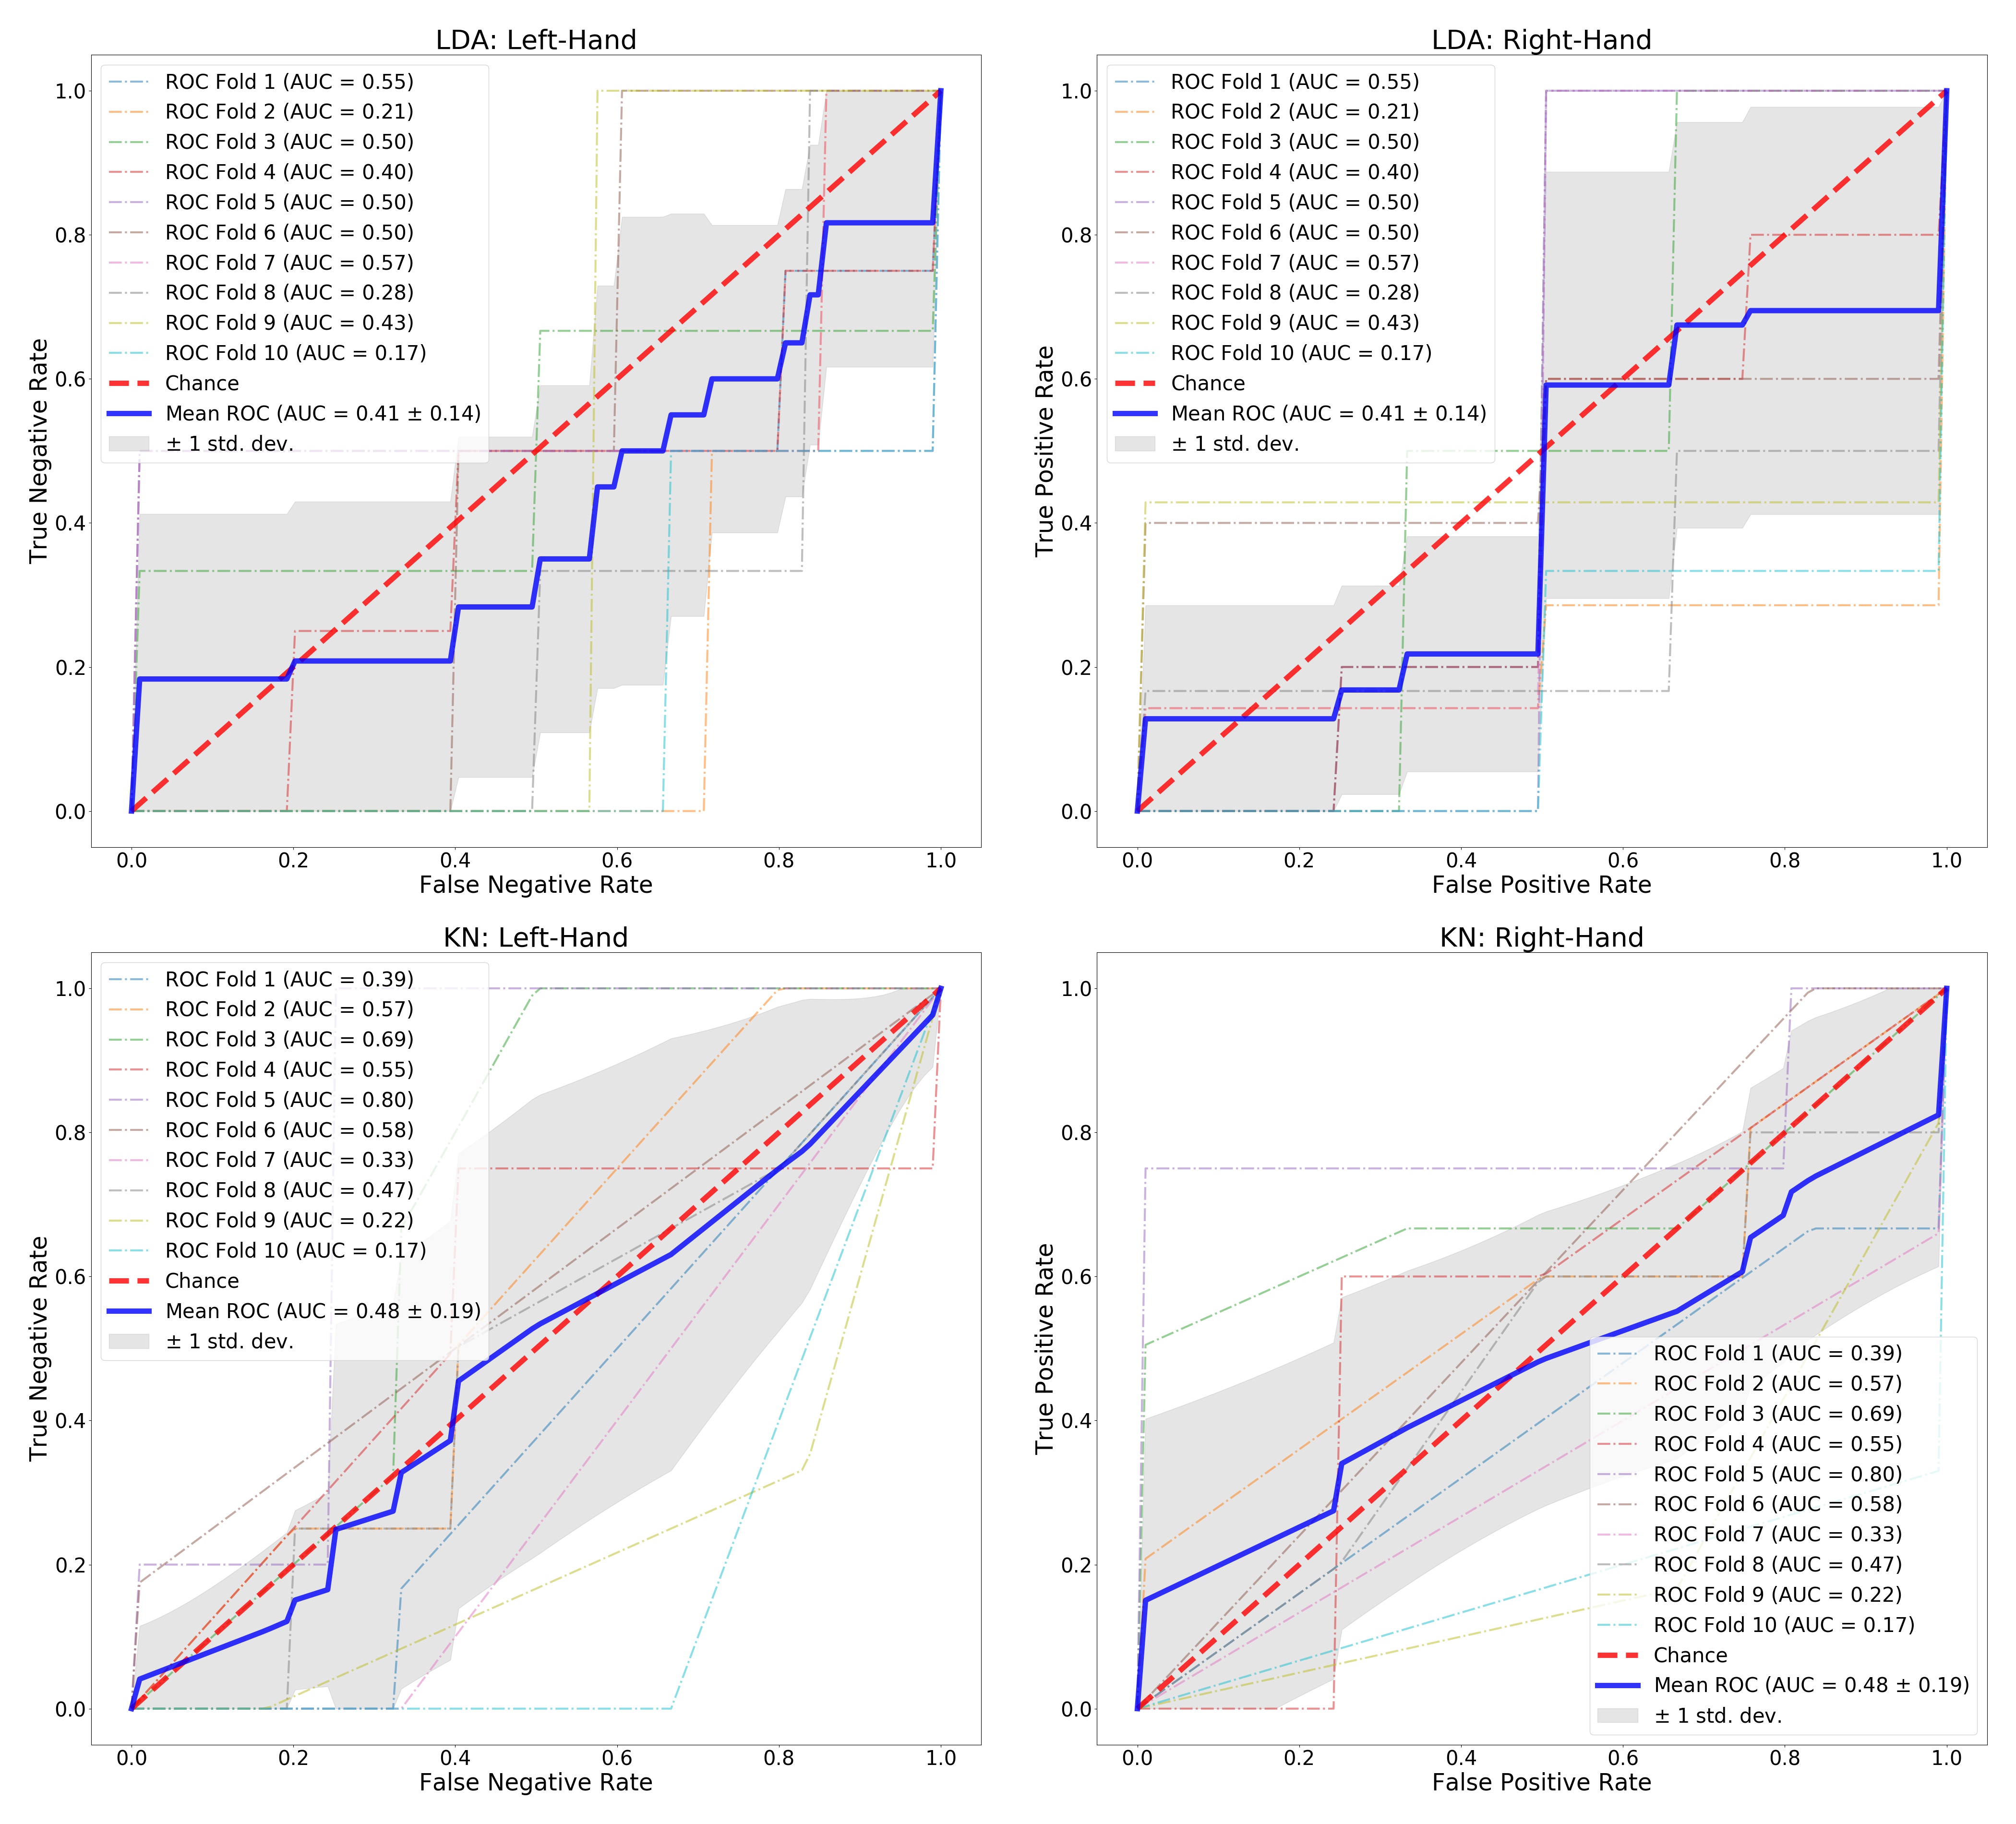 LDA: Left-Hand
ROC Fold 1 (AUC = 0.55)
ROC Fold 2 (AUC = 0.21)
ROC Fold 3 (AUC = 0.50)
ROC Fold 4 (AUC = 0.40)
ROC Fold 5 (AUC = 0.50)
ROC Fold 6 (AUC = 0.50)
ROC Fold 7 (AUC = 0.57)
ROC Fold 8 (AUC = 0.28)
ROC Fold 9 (AUC = 0.43)
ROC Fold 10 (AUC = 0.17)
Chance
Mean ROC (AUC = 0.41 ± 0.14)
± 1 std. dev.
True Negative Rate
1.0
0.8
0.6
0.4
0.2
0.0
0.0 0.2 0.4 0.6 0.8 1.0
False Negative Rate
LDA: Right-Hand
ROC Fold 1 (AUC = 0.55)
ROC Fold 2 (AUC = 0.21)
ROC Fold 3 (AUC = 0.50)
ROC Fold 4 (AUC = 0.40)
ROC Fold 5 (AUC = 0.50)
ROC Fold 6 (AUC = 0.50)
ROC Fold 7 (AUC = 0.57)
ROC Fold 8 (AUC = 0.28)
ROC Fold 9 (AUC = 0.43)
ROC Fold 10 (AUC = 0.17)
Chance
Mean ROC (AUC = 0.41 ± 0.14)
± 1 std. dev.
True Positive Rate
1.0
0.8
0.6
0.4
0.2
0.0
0.0 0.2 0.4 0.6 0.8 1.0
False Positive Rate
KN: Left-Hand
ROC Fold 1 (AUC = 0.39)
ROC Fold 2 (AUC = 0.57)
ROC Fold 3 (AUC = 0.69)
ROC Fold 4 (AUC = 0.55)
ROC Fold 5 (AUC = 0.80)
ROC Fold 6 (AUC = 0.58)
ROC Fold 7 (AUC = 0.33)
ROC Fold 8 (AUC = 0.47)
ROC Fold 9 (AUC = 0.22)
ROC Fold 10 (AUC = 0.17)
Chance
Mean ROC (AUC = 0.48 ± 0.19)
± 1 std. dev.
True Negative Rate
1.0
0.8
0.6
0.4
0.2
0.0
0.0 0.2 0.4 0.6 0.8 1.0
False Negative Rate
KN: Right-Hand
True Positive Rate
1.0
0.8
0.6
0.4
0.2
0.0
ROC Fold 1 (AUC = 0.39)
ROC Fold 2 (AUC = 0.57)
ROC Fold 3 (AUC = 0.69)
ROC Fold 4 (AUC = 0.55)
ROC Fold 5 (AUC = 0.80)
ROC Fold 6 (AUC = 0.58)
ROC Fold 7 (AUC = 0.33)
ROC Fold 8 (AUC = 0.47)
ROC Fold 9 (AUC = 0.22)
ROC Fold 10 (AUC = 0.17)
Chance
Mean ROC (AUC = 0.48 ± 0.19)
± 1 std. dev.
0.0 0.2 0.4 0.6 0.8 1.0
False Positive Rate